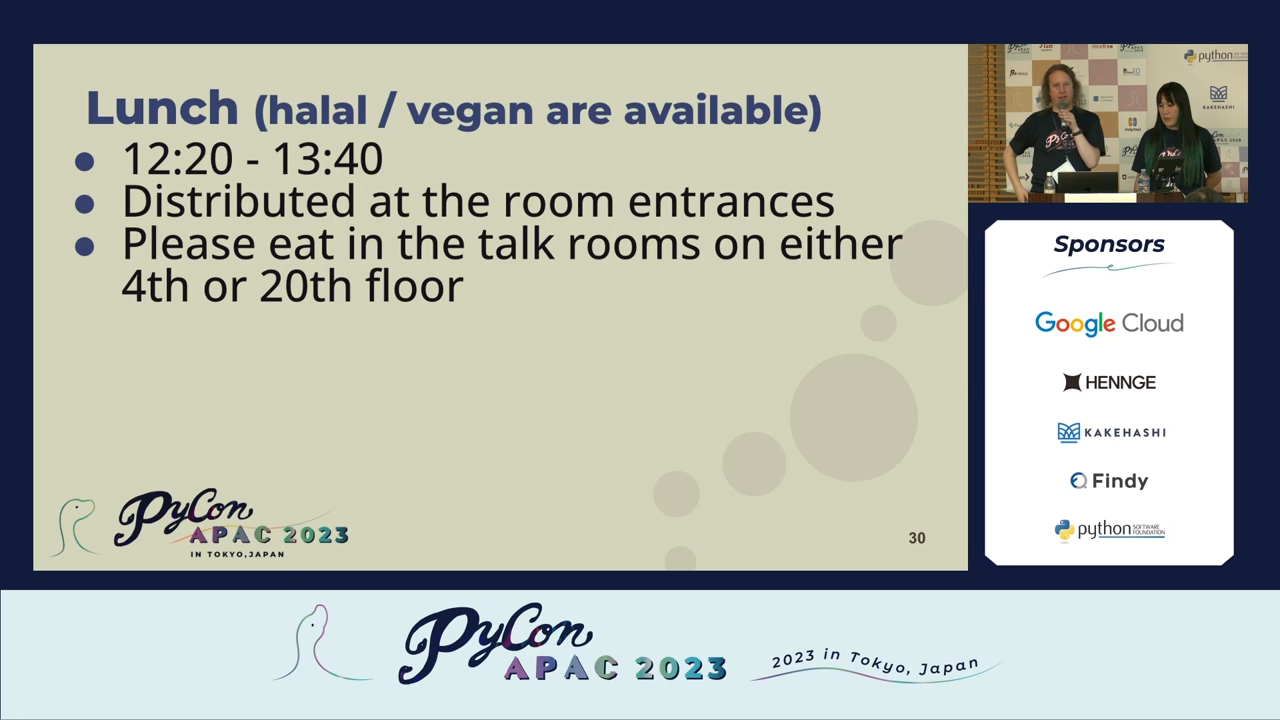 Lunch (halal / vegan are available)
● 12:20 - 13:40
● Distributed at the room entrances
● Please eat in the talk rooms on either
4th or 20th floor
PyCon
APAC 2023
IN TOKYO,JAPAN
30
python
KAKEHASHI
Sponsors
Google Cloud
HENNGE
KAKEHASHI
Findy
python SOFTWARE
FOUNDATION
PyCon
APAC 2023
2023 in Tokyo, Japan